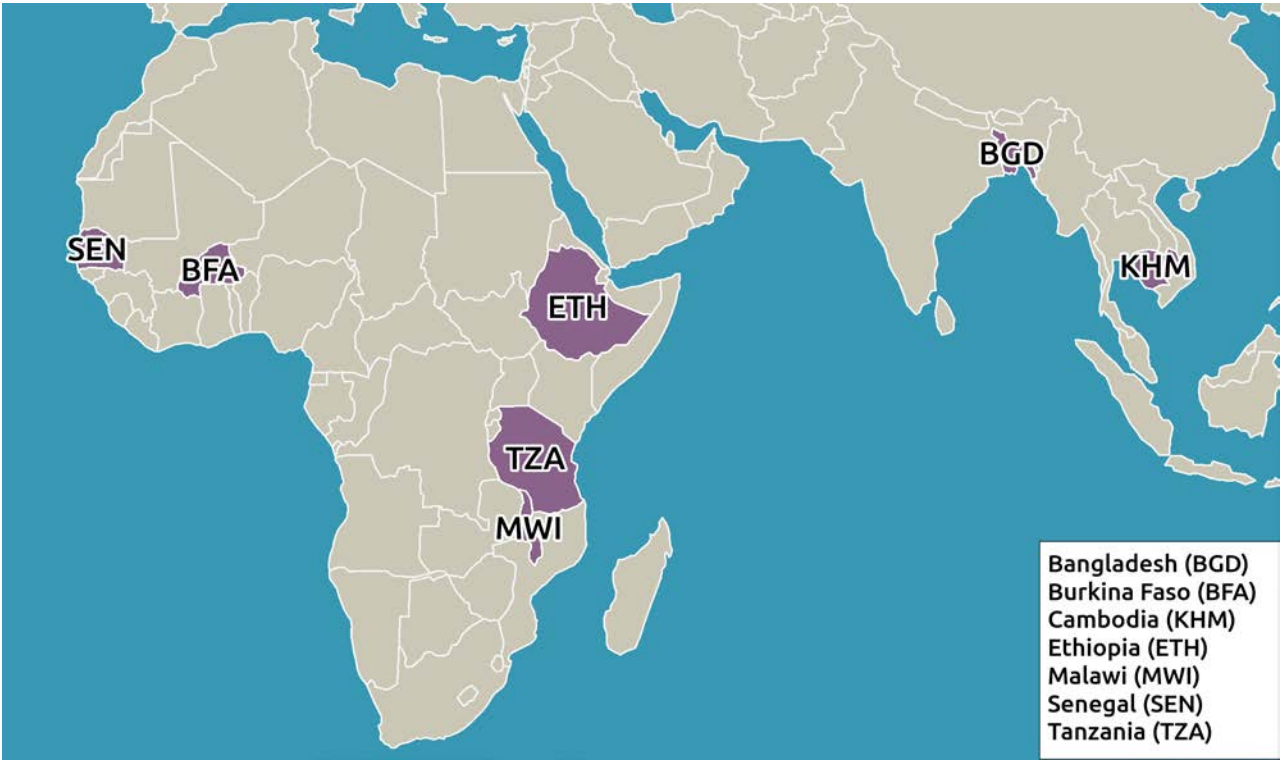 BGD
SEN
BFA
KHM
ETH
TZA
MWI
Bangladesh (BGD)
Burkina Faso (BFA)
Cambodia (KHM)
Ethiopia (ETH)
Malawi (MWI)
Senegal (SEN)
Tanzania (TZA)